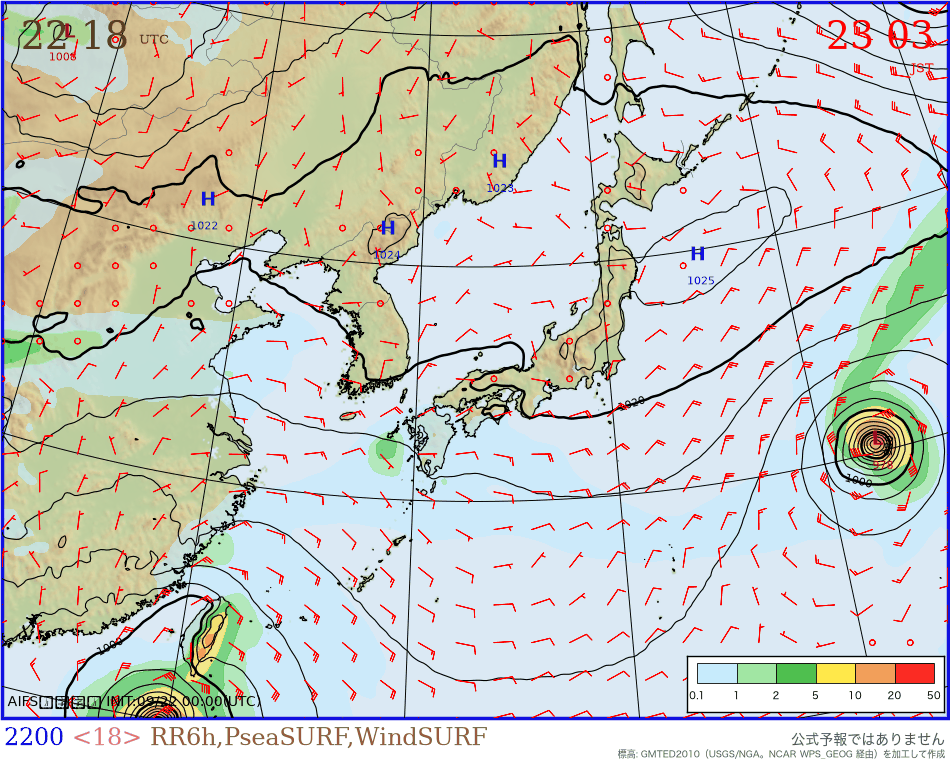 22 18 UTC
23 03
JST
L
1008
H
1023
H
1022
H
1024
H
1025
1020
L
978
1000
1000
AIFS INIT:09/22 00:00(UTC)
0.1 1 2 5 10 20 50
2200 <18> RR6h,PseaSURF,WindSURF
公式予報ではありません
標高: GMTED2010（USGS/NGA。NCAR WPS_GEOG 経由）を加工して作成